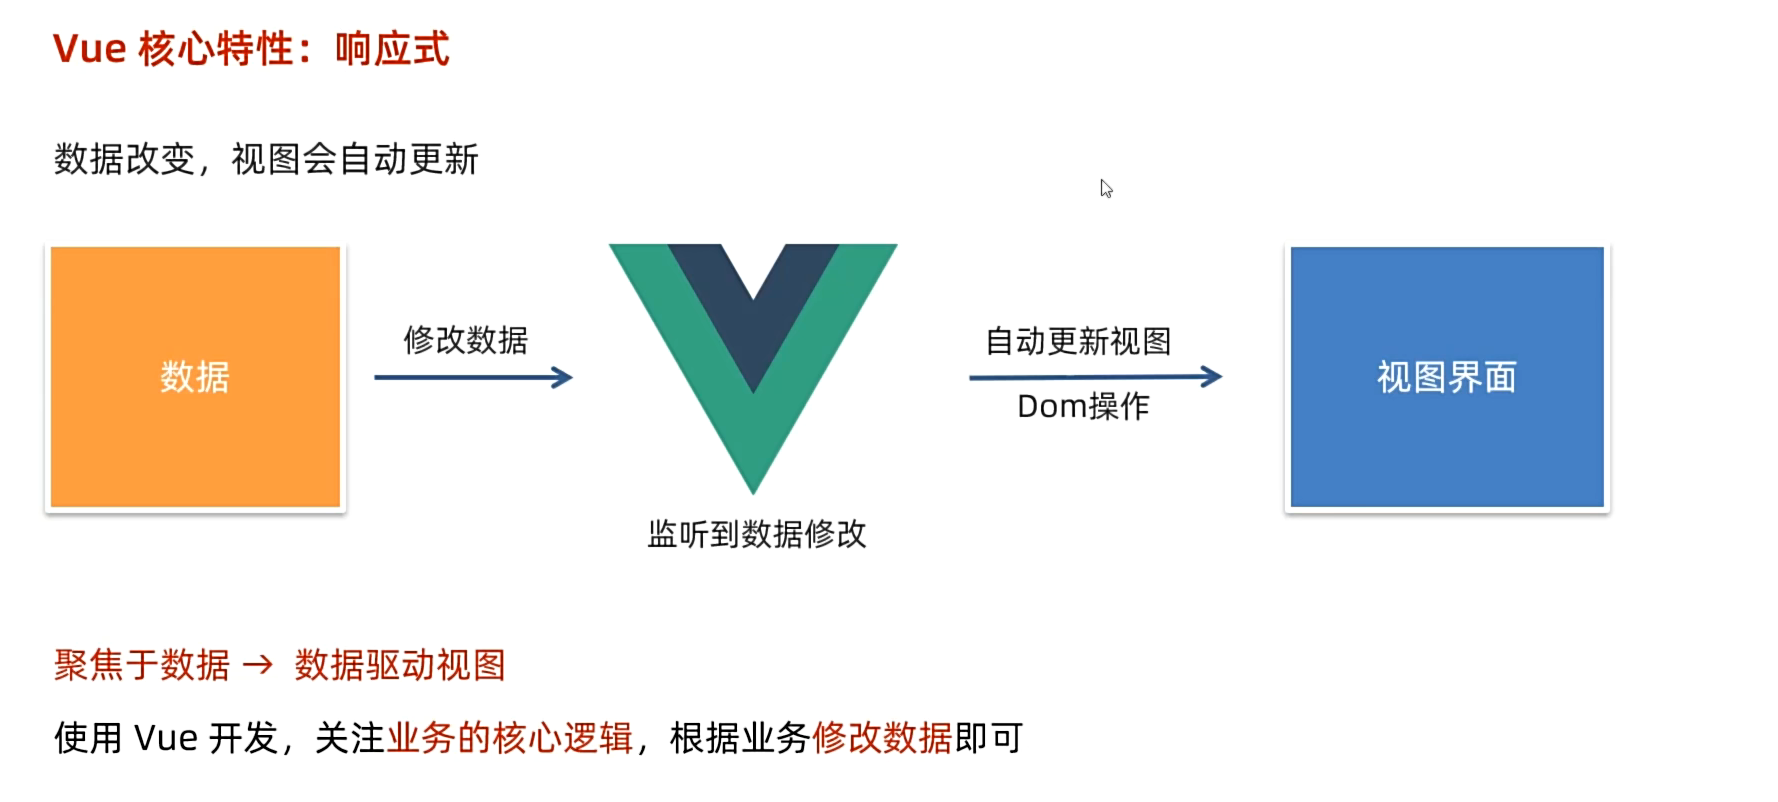 Vue 核心特性：响应式
数据改变，视图会自动更新
数据
修改数据
监听到数据修改
自动更新视图
Dom操作
视图界面
聚焦于数据 → 数据驱动视图
使用 Vue 开发，关注业务的核心逻辑，根据业务修改数据即可